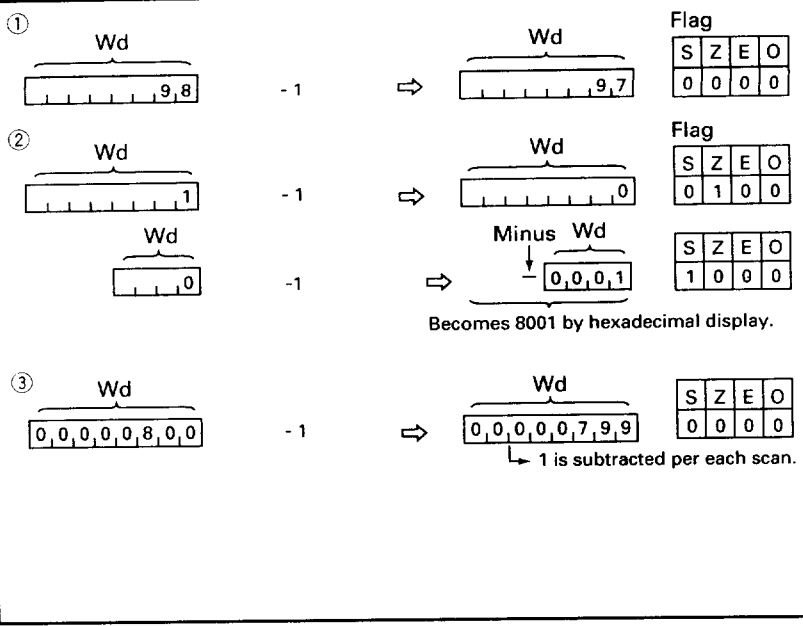 ① Flag
Wd Wd S Z E O
9 8 - 1 ⇨ 9 7 0 0 0 0
② Flag
Wd Wd S Z E O
1 - 1 ⇨ 0 0 1 0 0
Wd Minus Wd S Z E O
0 -1 ⇨ – 0 0 0 1 1 0 0 0
Becomes 8001 by hexadecimal display.
③ Wd Wd S Z E O
0 0 0 0 0 8 0 0 - 1 ⇨ 0 0 0 0 0 7 9 9 0 0 0 0
1 is subtracted per each scan.